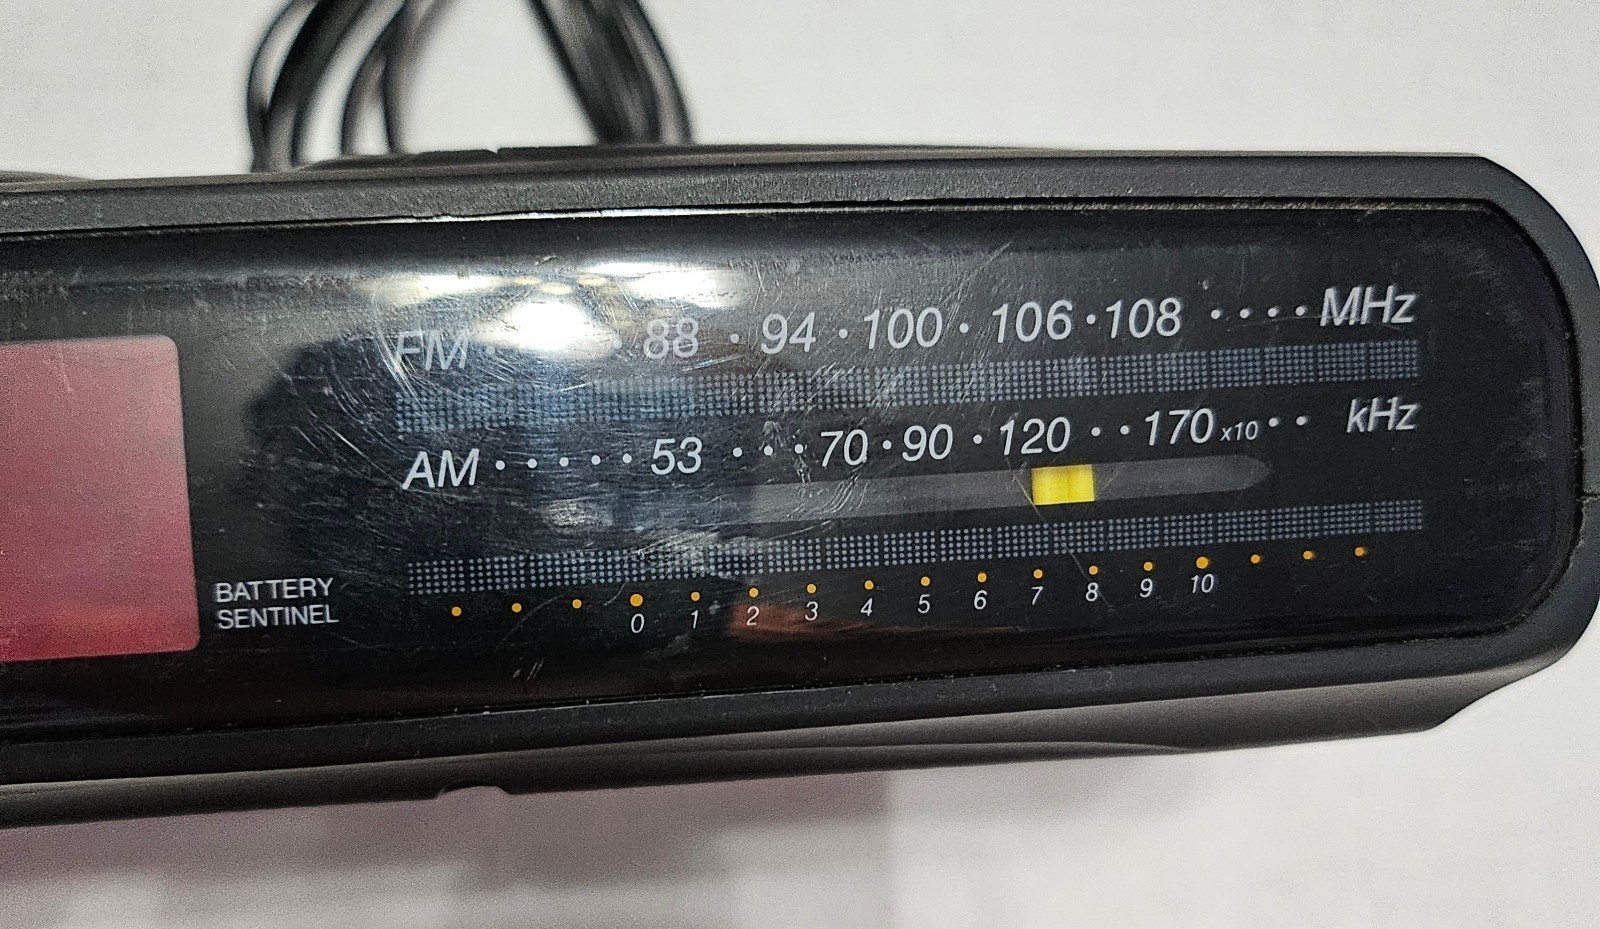 FM · · · · 88 · 94 · 100 · 106 · 108 · · · · MHz
AM · · · · · 53 · · · 70 · 90 · 120 · · 170 x10 · · kHz
BATTERY
SENTINEL
0 1 2 3 4 5 6 7 8 9 10